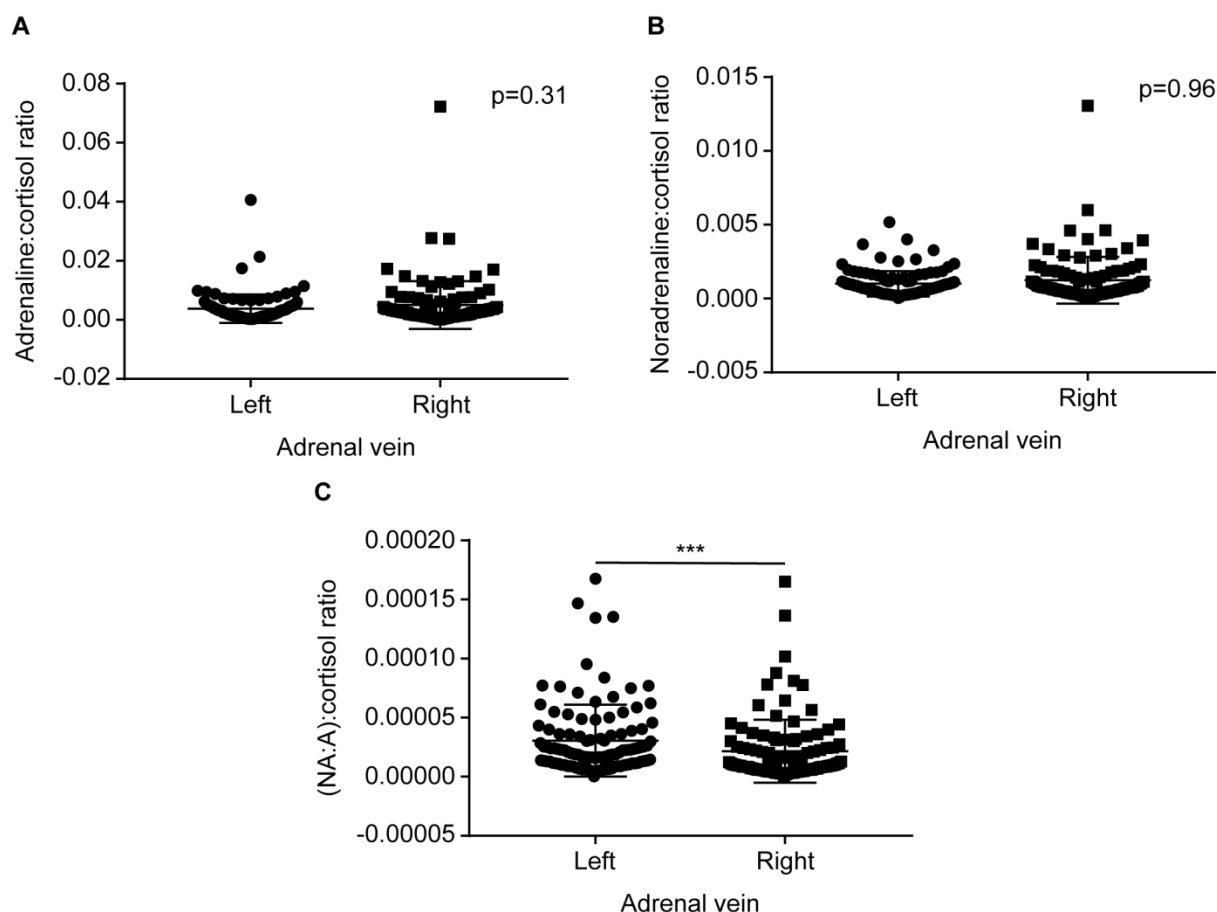 A
Adrenaline:cortisol ratio
0.08
0.06
0.04
0.02
0.00
-0.02
p=0.31
Left
Right
Adrenal vein
B
Noradrenaline:cortisol ratio
0.015
0.010
0.005
0.000
-0.005
p=0.96
Left
Right
Adrenal vein
C
(NA:A):cortisol ratio
0.00020
0.00015
0.00010
0.00005
0.00000
-0.00005
***
Left
Right
Adrenal vein